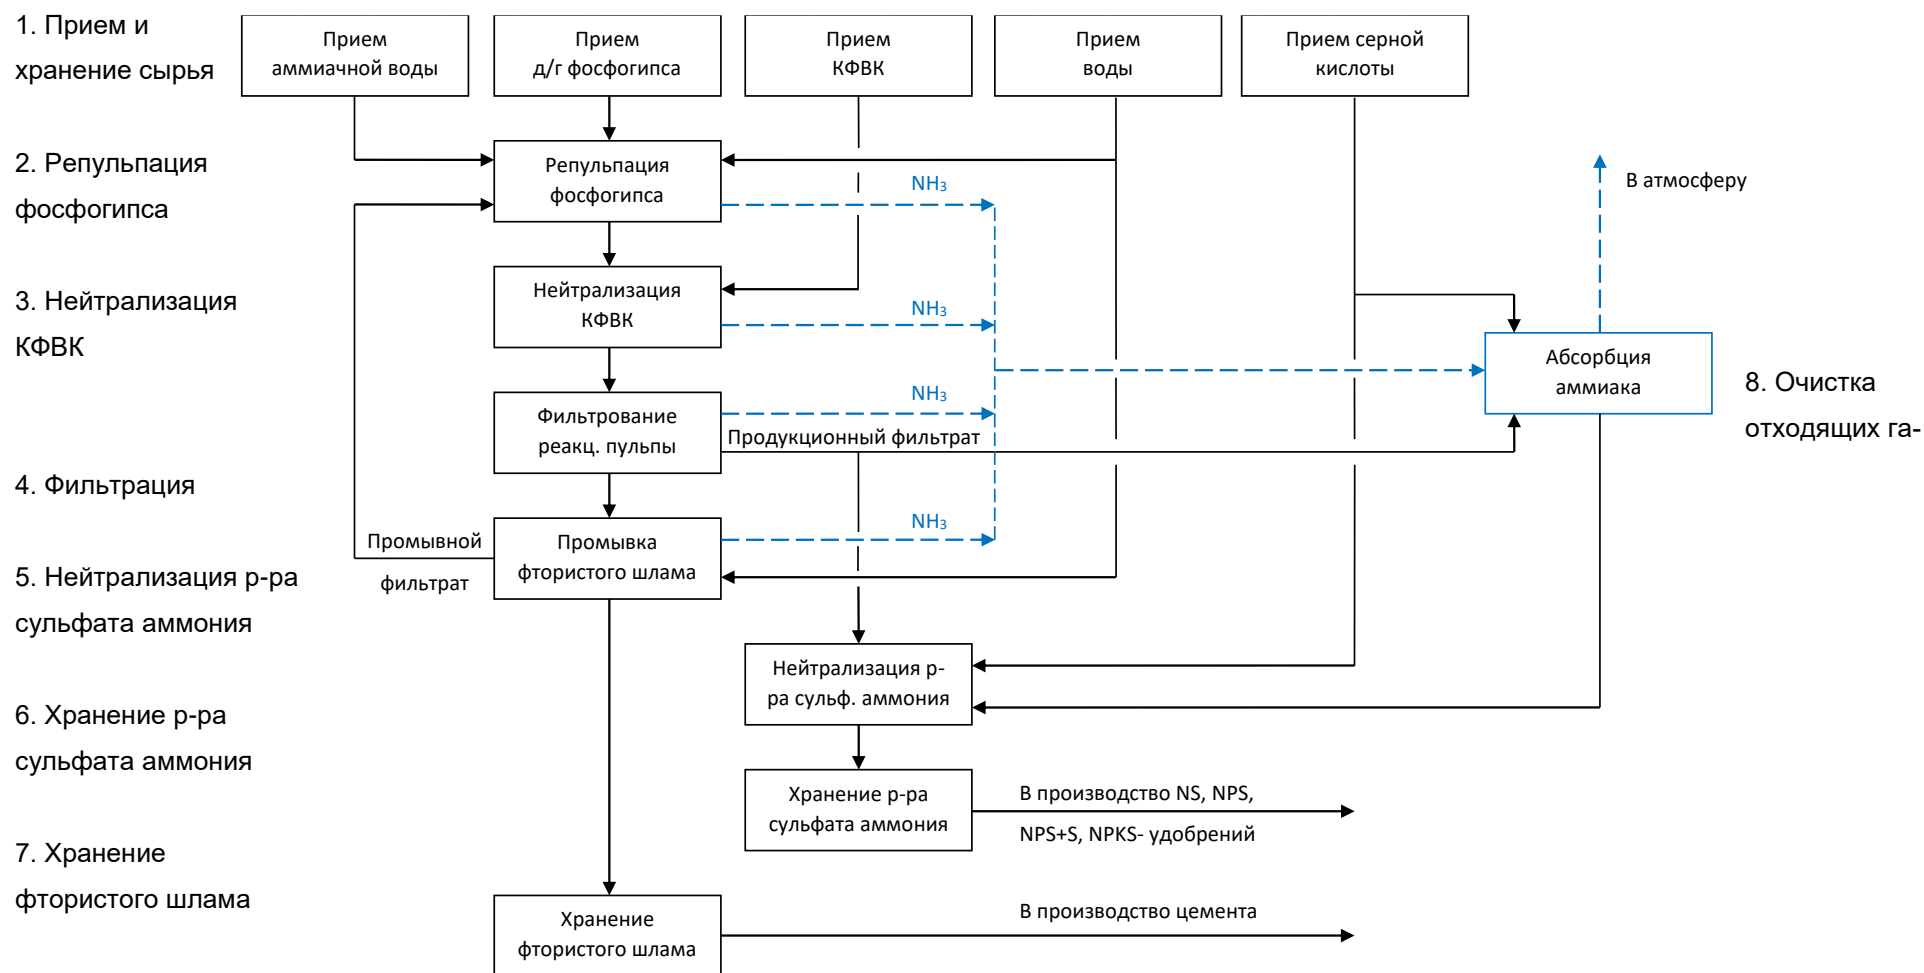 1. Прием и
хранение сырья
Прием
аммиачной воды
Прием
д/г фосфогипса
Прием
КФВК
Прием
воды
Прием серной
кислоты
2. Репульпация
фосфогипса
Репульпация
фосфогипса
NH₃
В атмосферу
3. Нейтрализация
КФВК
Нейтрализация
КФВК
NH₃
Абсорбция
аммиака
8. Очистка
отходящих га-
Фильтрование
реакц. пульпы
NH₃
Продукционный фильтрат
4. Фильтрация
Промывной
фильтрат
Промывка
фтористого шлама
NH₃
5. Нейтрализация р-ра
сульфата аммония
Нейтрализация р-
ра сульф. аммония
6. Хранение р-ра
сульфата аммония
Хранение р-ра
сульфата аммония
В производство NS, NPS,
NPS+S, NPKS- удобрений
7. Хранение
фтористого шлама
Хранение
фтористого шлама
В производство цемента